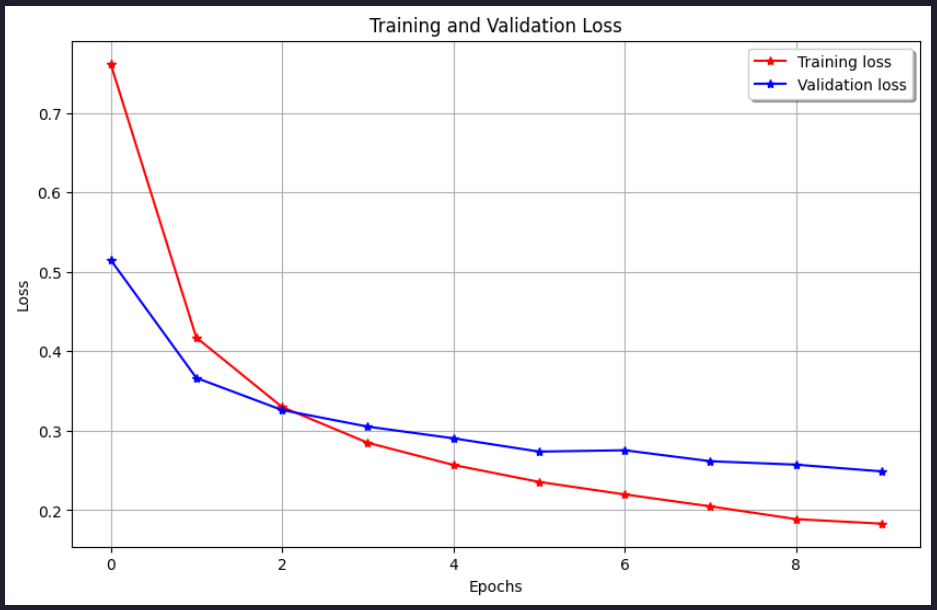 Training and Validation Loss
Training loss
Validation loss
0.7
0.6
0.5
0.4
0.3
0.2
Loss
0 2 4 6 8
Epochs